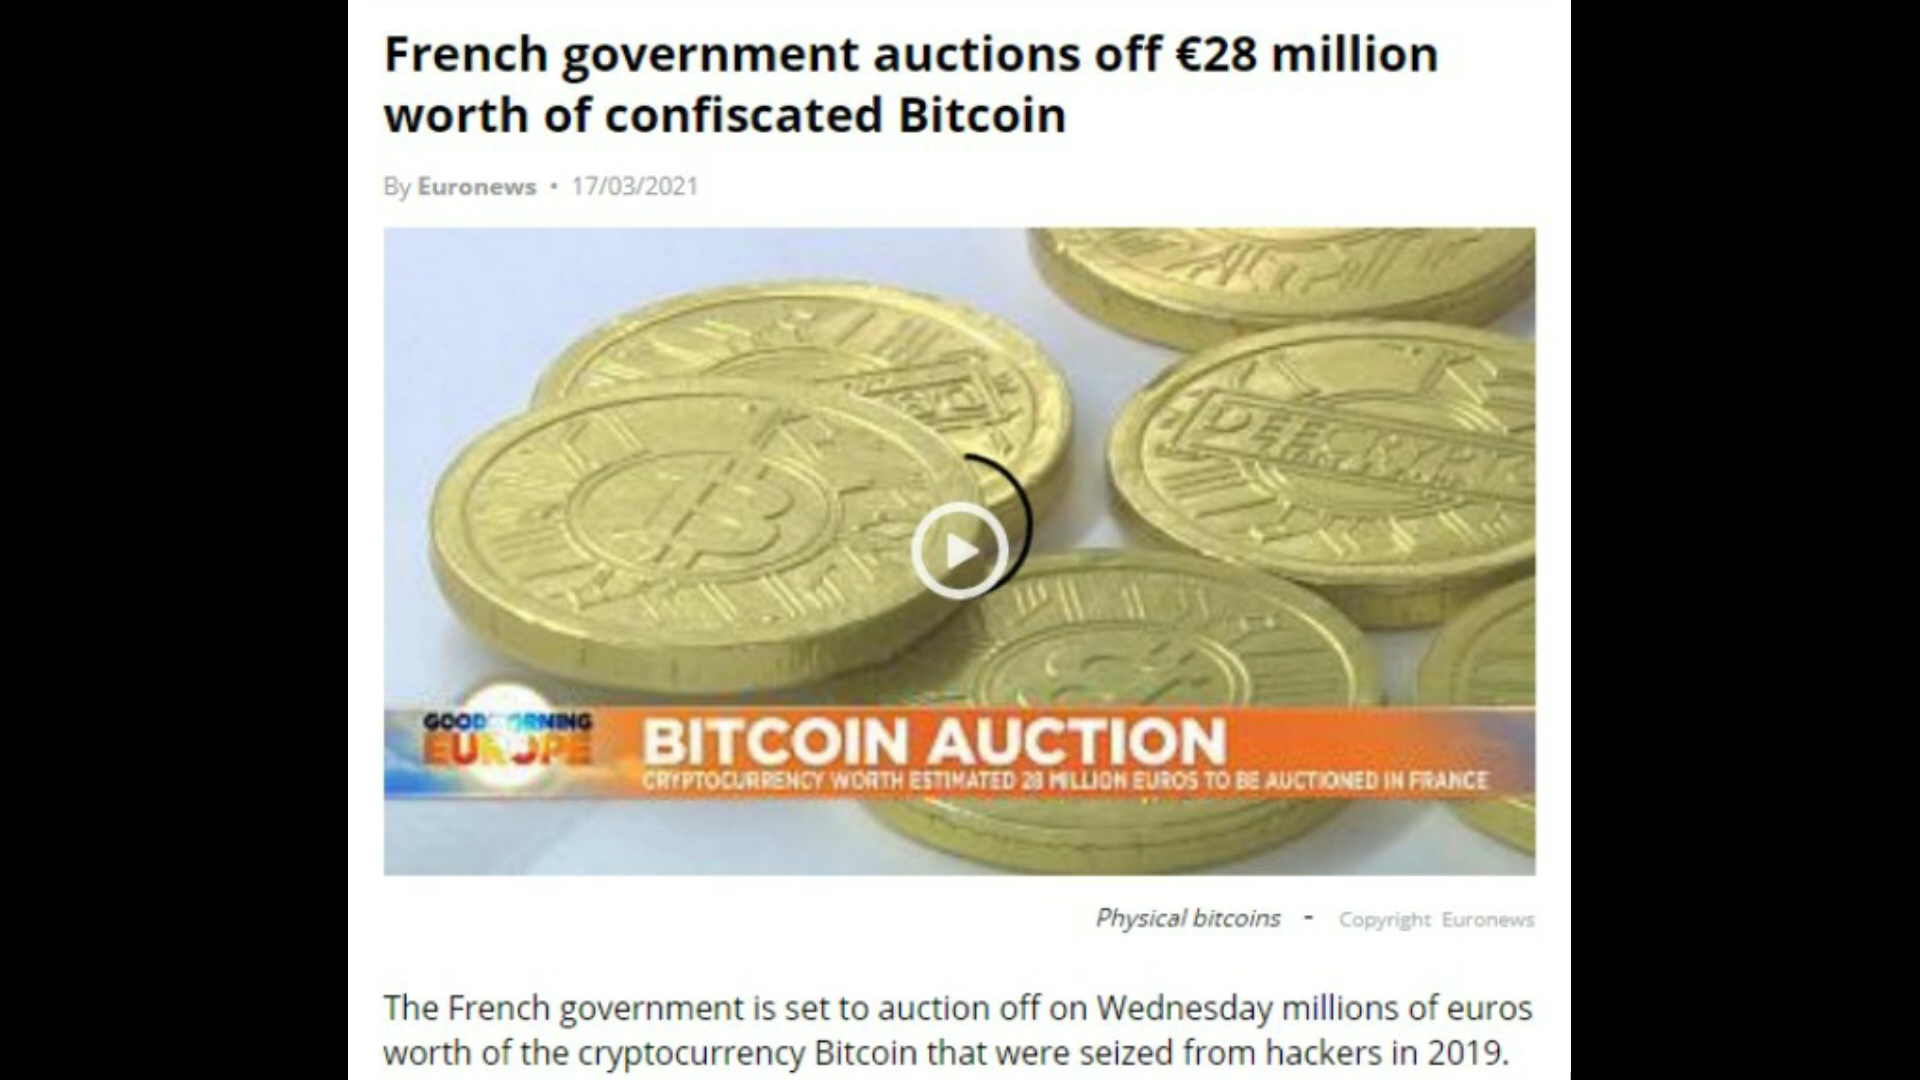 French government auctions off €28 million
worth of confiscated Bitcoin
By Euronews • 17/03/2021
DEECRYPK
GOOD RNING
EUROPE
BITCOIN AUCTION
CRYPTOCURRENCY WORTH ESTIMATED 28 MILLION EUROS TO BE AUCTIONED IN FRANCE
Physical bitcoins - Copyright Euronews
The French government is set to auction off on Wednesday millions of euros
worth of the cryptocurrency Bitcoin that were seized from hackers in 2019.